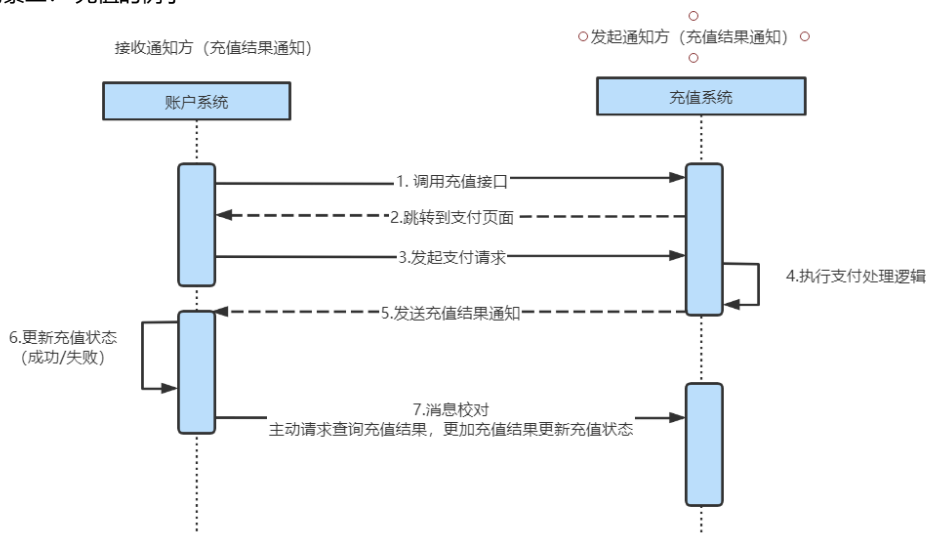 接收通知方（充值结果通知）
发起通知方（充值结果通知）
账户系统
充值系统
1. 调用充值接口
2.跳转到支付页面
3.发起支付请求
4.执行支付处理逻辑
5.发送充值结果通知
6.更新充值状态
（成功/失败）
7.消息校对
主动请求查询充值结果，更加充值结果更新充值状态